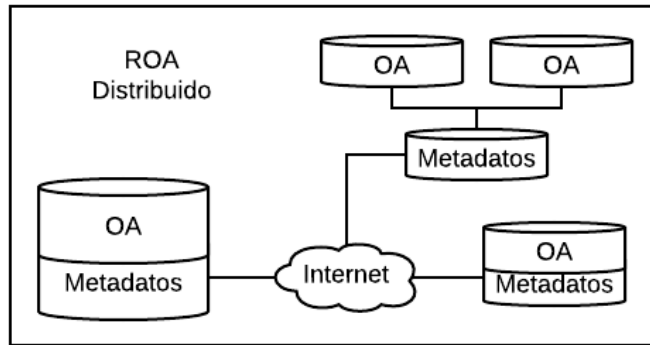 ROA
Distribuido
OA
OA
Metadatos
OA
Metadatos
Internet
OA
Metadatos